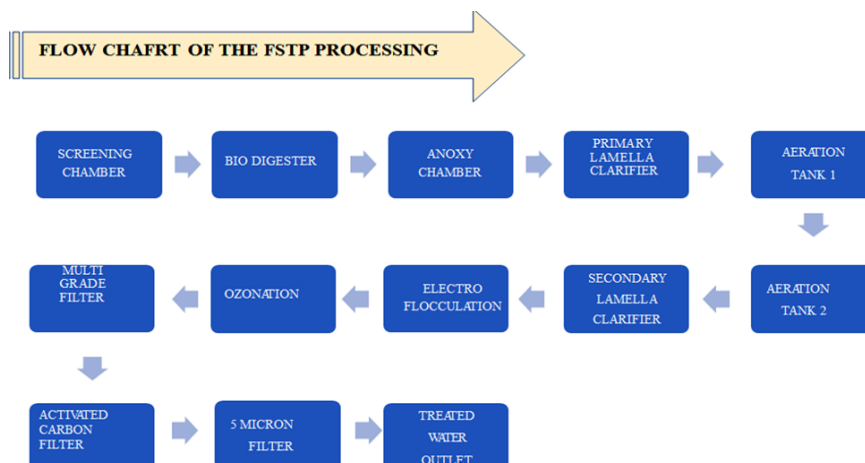 FLOW CHAFRT OF THE FSTP PROCESSING
SCREENING
CHAMBER
BIO DIGESTER
ANOXY
CHAMBER
PRIMARY
LAMELLA
CLARIFIER
AERATION
TANK 1
AERATION
TANK 2
SECONDARY
LAMELLA
CLARIFIER
ELECTRO
FLOCCULATION
OZONATION
MULTI
GRADE
FILTER
ACTIVATED
CARBON
FILTER
5 MICRON
FILTER
TREATED
WATER
OUTLET